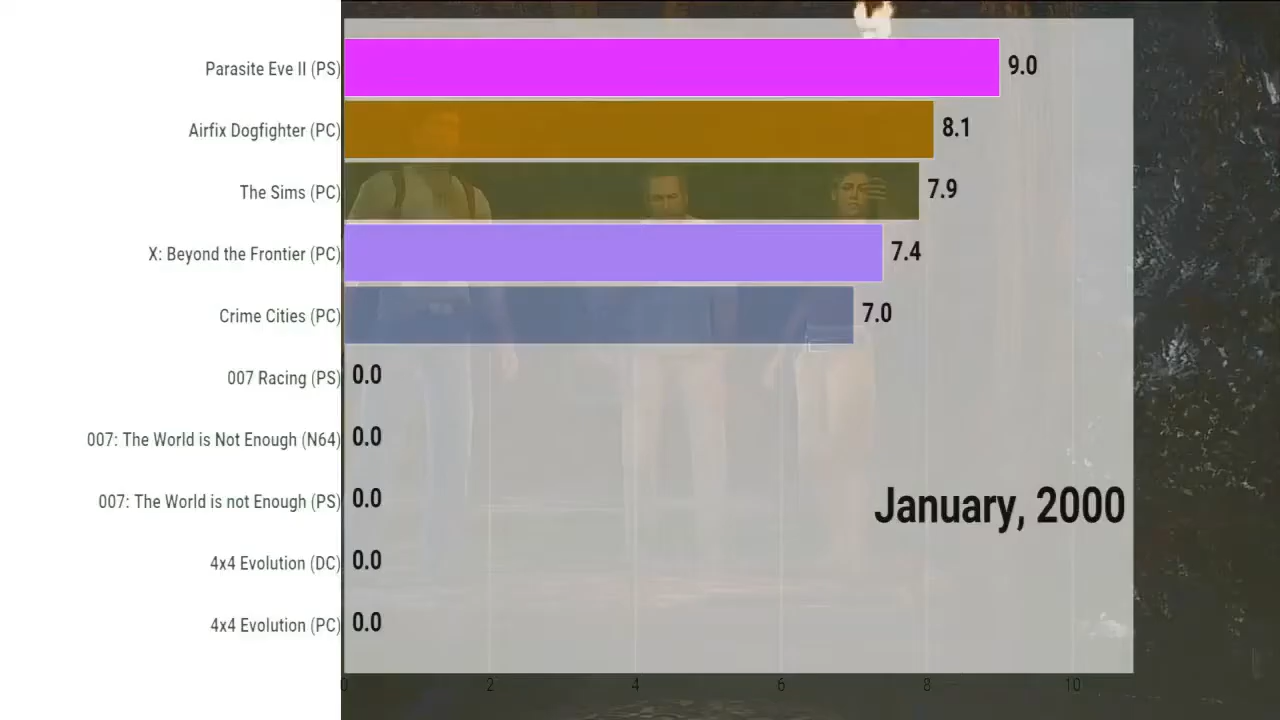 Parasite Eve II (PS) 9.0
Airfix Dogfighter (PC) 8.1
The Sims (PC) 7.9
X: Beyond the Frontier (PC) 7.4
Crime Cities (PC) 7.0
007 Racing (PS) 0.0
007: The World is Not Enough (N64) 0.0
007: The World is not Enough (PS) 0.0
January, 2000
4x4 Evolution (DC) 0.0
4x4 Evolution (PC) 0.0
0 2 4 6 8 10